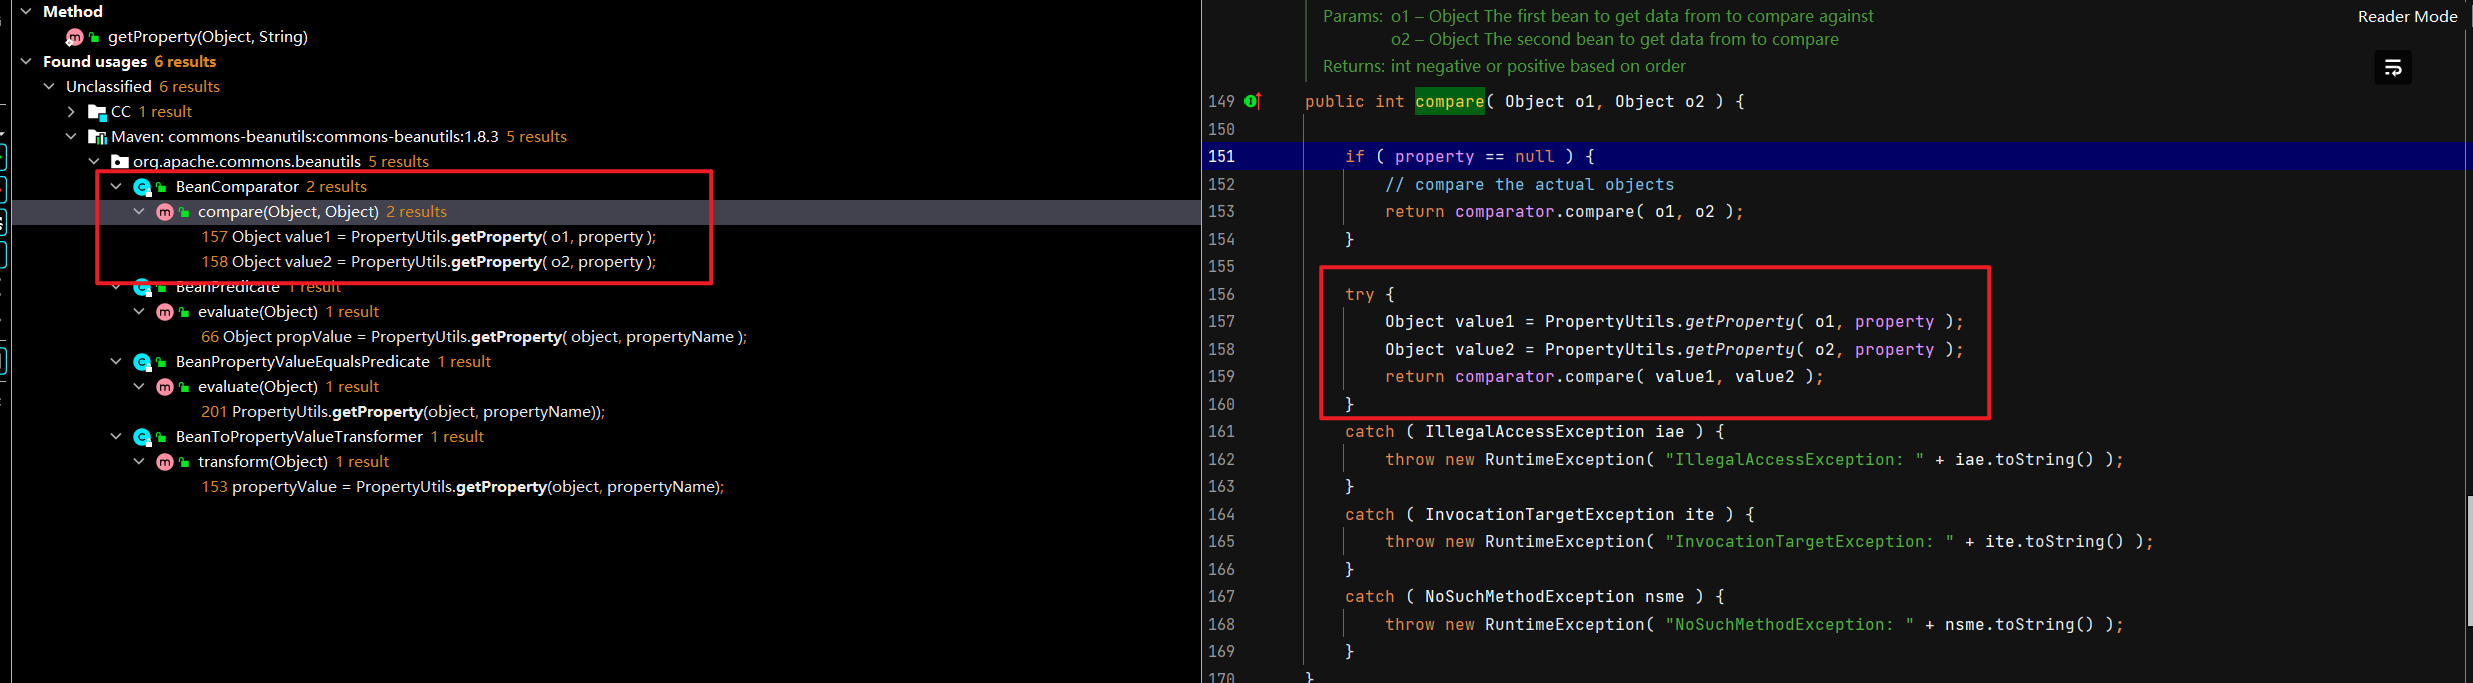 Method
getProperty(Object, String)
Found usages 6 results
Unclassified 6 results
CC 1 result
Maven: commons-beanutils:commons-beanutils:1.8.3 5 results
org.apache.commons.beanutils 5 results
BeanComparator 2 results
compare(Object, Object) 2 results
157 Object value1 = PropertyUtils.getProperty( o1, property );
158 Object value2 = PropertyUtils.getProperty( o2, property );
BeanPredicate 1 result
evaluate(Object) 1 result
66 Object propValue = PropertyUtils.getProperty( object, propertyName );
BeanPropertyValueEqualsPredicate 1 result
evaluate(Object) 1 result
201 PropertyUtils.getProperty(object, propertyName));
BeanToPropertyValueTransformer 1 result
transform(Object) 1 result
153 propertyValue = PropertyUtils.getProperty(object, propertyName);
Params: o1 – Object The first bean to get data from to compare against
o2 – Object The second bean to get data from to compare
Returns: int negative or positive based on order
Reader Mode
149 public int compare( Object o1, Object o2 ) {
150
151 if ( property == null ) {
152 // compare the actual objects
153 return comparator.compare( o1, o2 );
154 }
155
156 try {
157 Object value1 = PropertyUtils.getProperty( o1, property );
158 Object value2 = PropertyUtils.getProperty( o2, property );
159 return comparator.compare( value1, value2 );
160 }
161 catch ( IllegalAccessException iae ) {
162 throw new RuntimeException( "IllegalAccessException: " + iae.toString() );
163 }
164 catch ( InvocationTargetException ite ) {
165 throw new RuntimeException( "InvocationTargetException: " + ite.toString() );
166 }
167 catch ( NoSuchMethodException nsme ) {
168 throw new RuntimeException( "NoSuchMethodException: " + nsme.toString() );
169 }
170 }